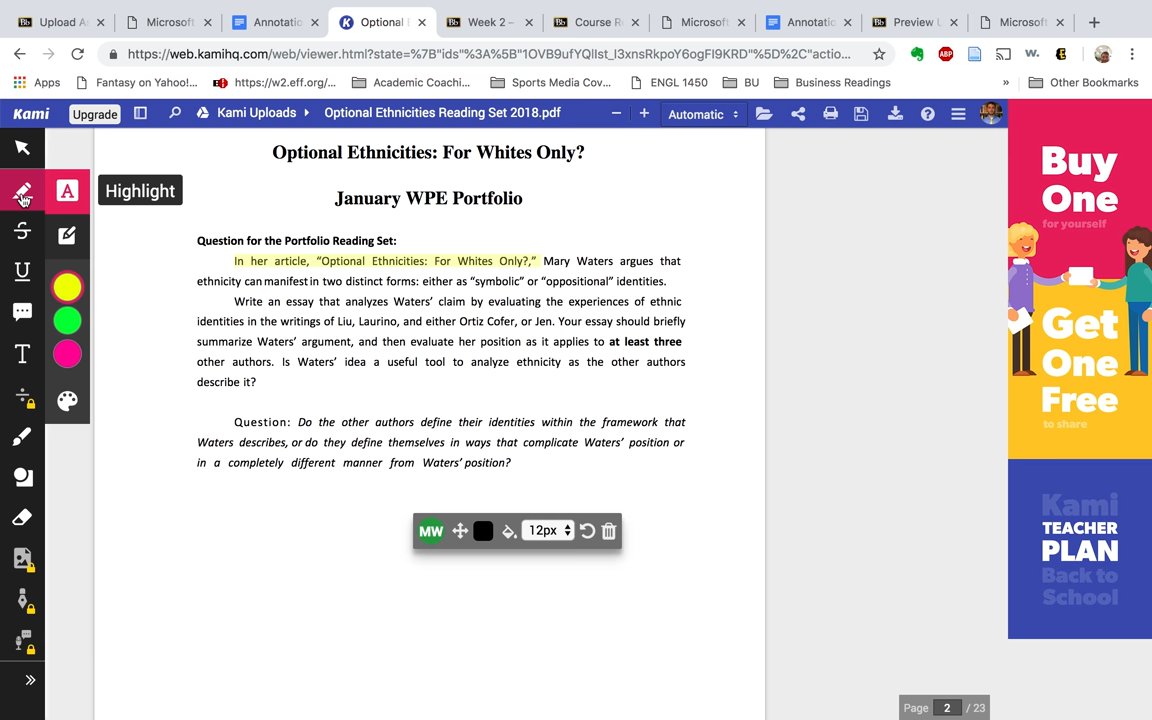 Upload A
Microsoft
Annotatio
Optional E
Week 2 –
Course R
Microsoft
Annotatio
Preview U
Microsoft
https://web.kamihq.com/web/viewer.html?state=%7B"ids"%3A%5B"1OVB9ufYQlIst_I3xnsRkpoY6ogFI9KRD"%5D%2C"actio...
Apps
Fantasy on Yahoo!...
https://w2.eff.org/...
Academic Coachi...
Sports Media Cov...
ENGL 1450
BU
Business Readings
»
Other Bookmarks
Kami
Upgrade
Kami Uploads
Optional Ethnicities Reading Set 2018.pdf
Automatic
Highlight
Optional Ethnicities: For Whites Only?
January WPE Portfolio
Question for the Portfolio Reading Set:
In her article, “Optional Ethnicities: For Whites Only?,” Mary Waters argues that
ethnicity can manifest in two distinct forms: either as “symbolic” or “oppositional” identities.
Write an essay that analyzes Waters’ claim by evaluating the experiences of ethnic
identities in the writings of Liu, Laurino, and either Ortiz Cofer, or Jen. Your essay should briefly
summarize Waters’ argument, and then evaluate her position as it applies to at least three
other authors. Is Waters’ idea a useful tool to analyze ethnicity as the other authors
describe it?
Question: Do the other authors define their identities within the framework that
Waters describes, or do they define themselves in ways that complicate Waters’ position or
in a completely different manner from Waters’ position?
MW
12px
Page 2 / 23
Buy
One
for yourself
Get
One
Free
to share
Kami
TEACHER
PLAN
Back to
School